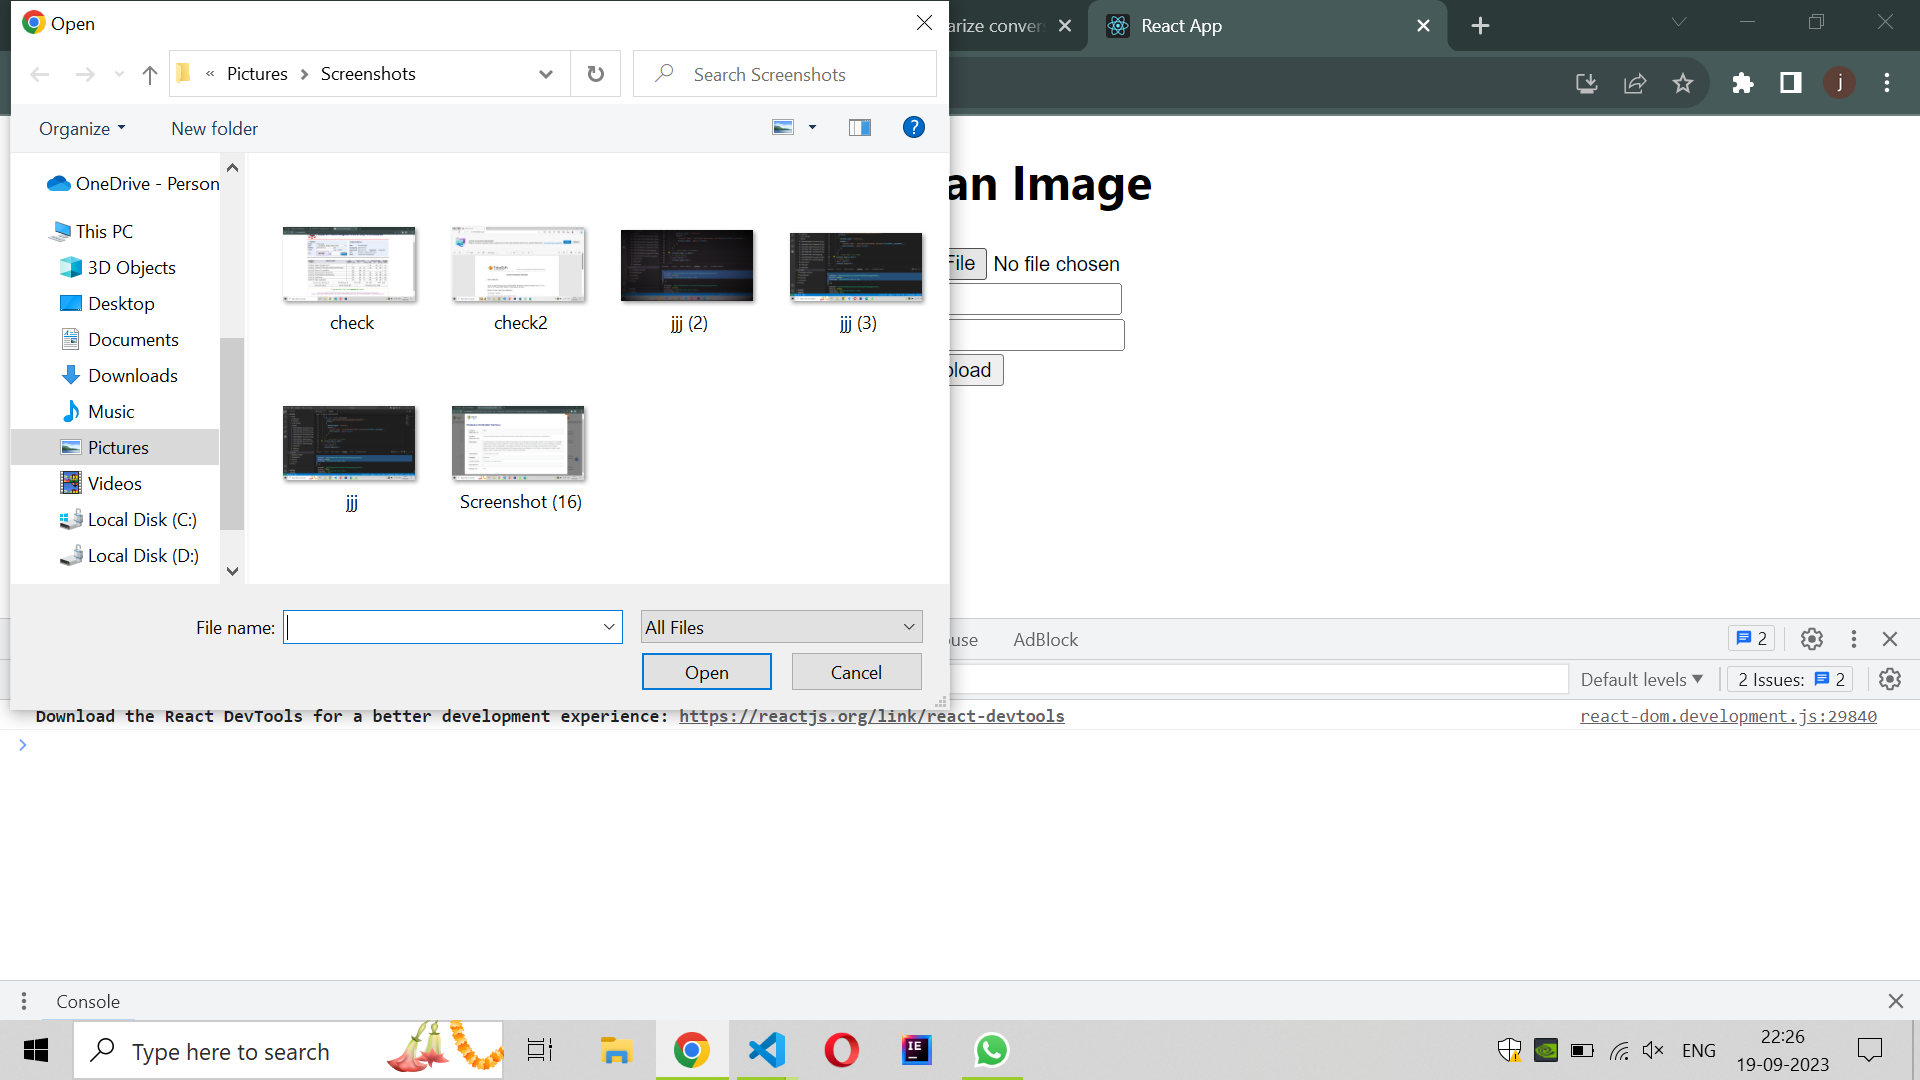 Open
arize conver
React App
Pictures
Screenshots
Search Screenshots
j
Organize
New folder
?
OneDrive - Person
This PC
3D Objects
Desktop
Documents
Downloads
Music
Pictures
Videos
Local Disk (C:)
Local Disk (D:)
check
check2
jjj (2)
jjj (3)
jjj
Screenshot (16)
File name:
All Files
Open
Cancel
an Image
File
No file chosen
load
use
AdBlock
2
Default levels
2 Issues:
2
Download the React DevTools for a better development experience: https://reactjs.org/link/react-devtools
react-dom.development.js:29840
Console
Type here to search
IE
ENG
22:26
19-09-2023